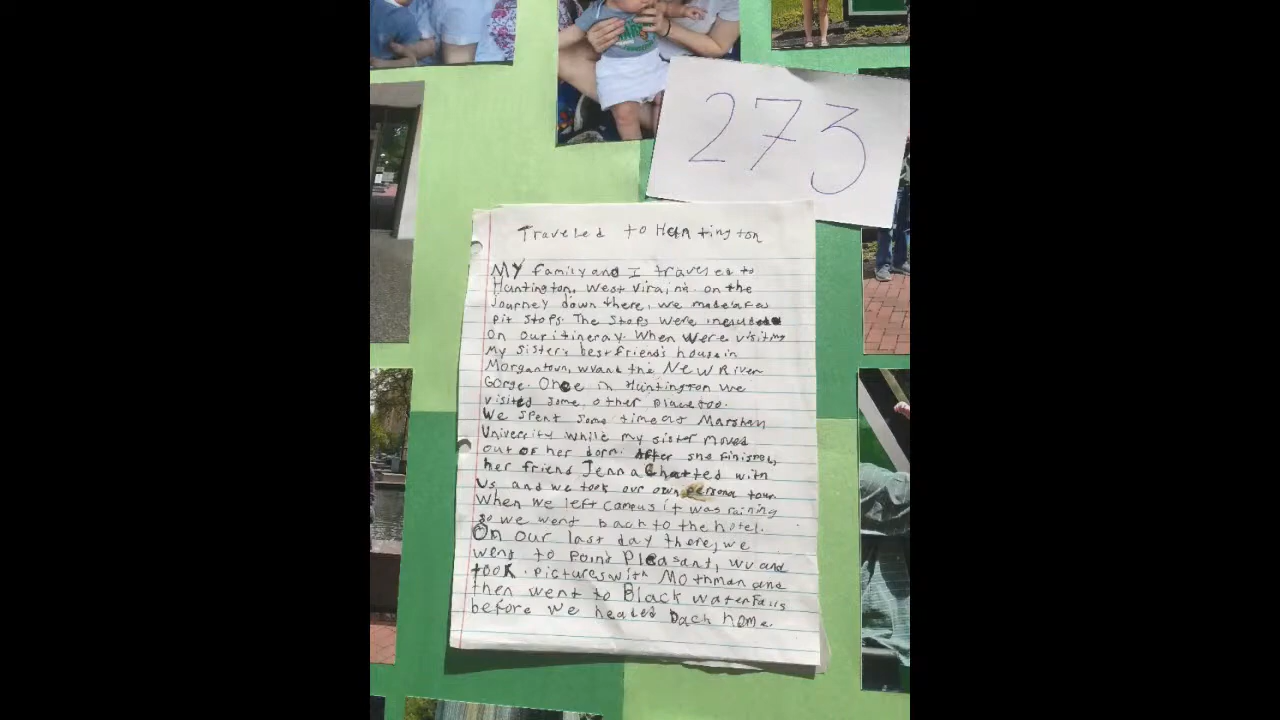 273
Traveled to Huntington
My family and I traveled to
Huntington, West Virginia. on the
Journey down there, we made a few
pit stops. The stops were included
on our itineray. When were visiting
My sister's best friend's house in
Morgantown, WV and the New River
Gorge. Once in Huntington we
visited some other place too.
We spent some time at Marshall
University while my sister moved
out of her dorm. After she finished,
her friend Jenna Chatted with
us and we took our own persona tour.
When we left campus it was raining
so we went back to the hotel.
On our last day there, we
went to Point Pleasant, WV and
took pictures with Mothman and
then went to Black water Falls
before we headed back home.